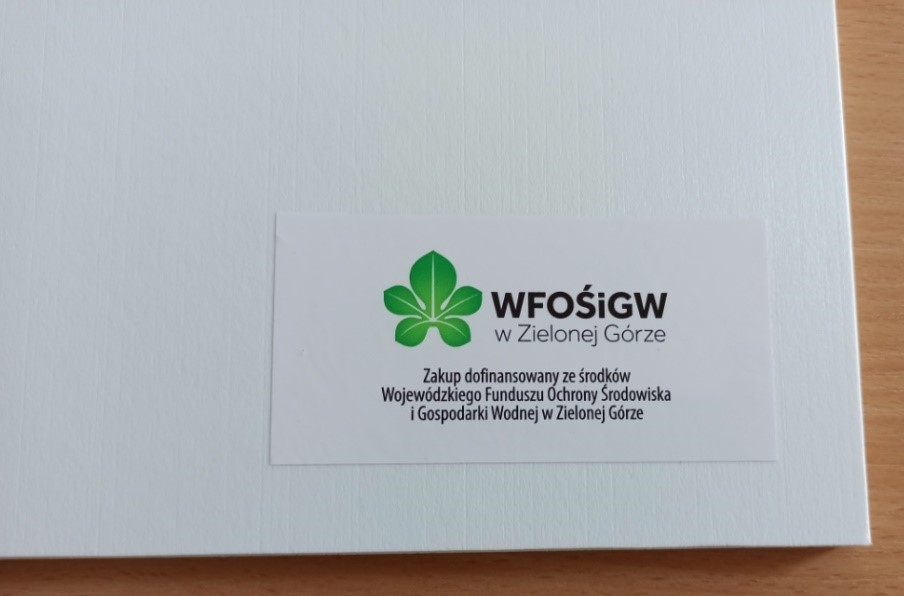 WFOŚiGW
w Zielonej Górze
Zakup dofinansowany ze środków
Wojewódzkiego Funduszu Ochrony Środowiska
i Gospodarki Wodnej w Zielonej Górze